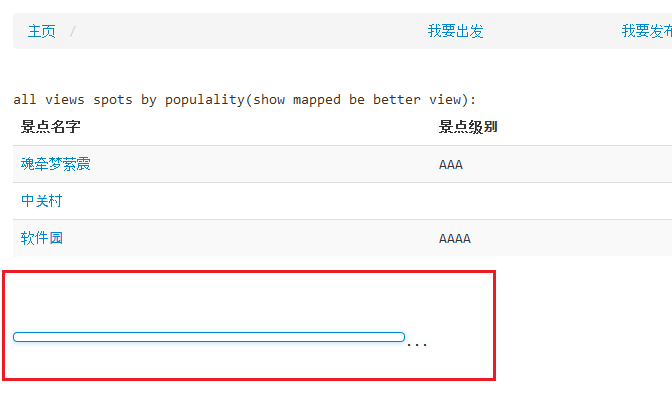 主页 / 我要出发 我要发布
all views spots by populality(show mapped be better view):
景点名字 景点级别
魂牵梦萦震 AAA
中关村
软件园 AAAA
...